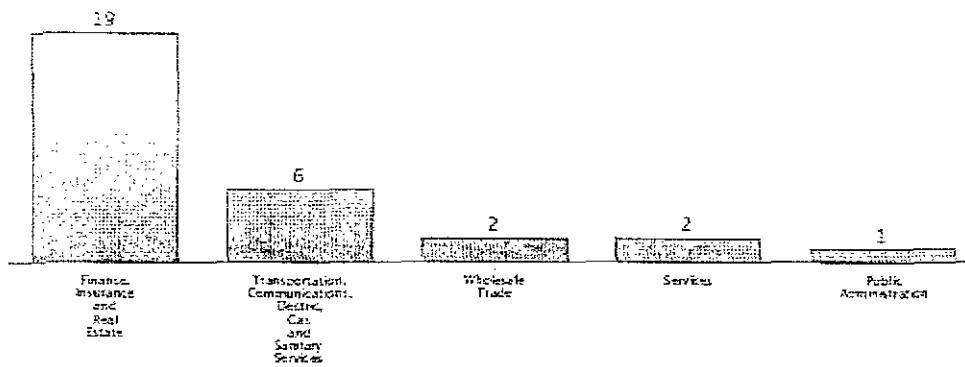 19
6
2
2
1
Finance,
Insurance
and
Real
Estate
Transportation,
Communications,
Electric,
Gas
and
Sanitary
Services
Wholesale
Trade
Services
Public
Administration